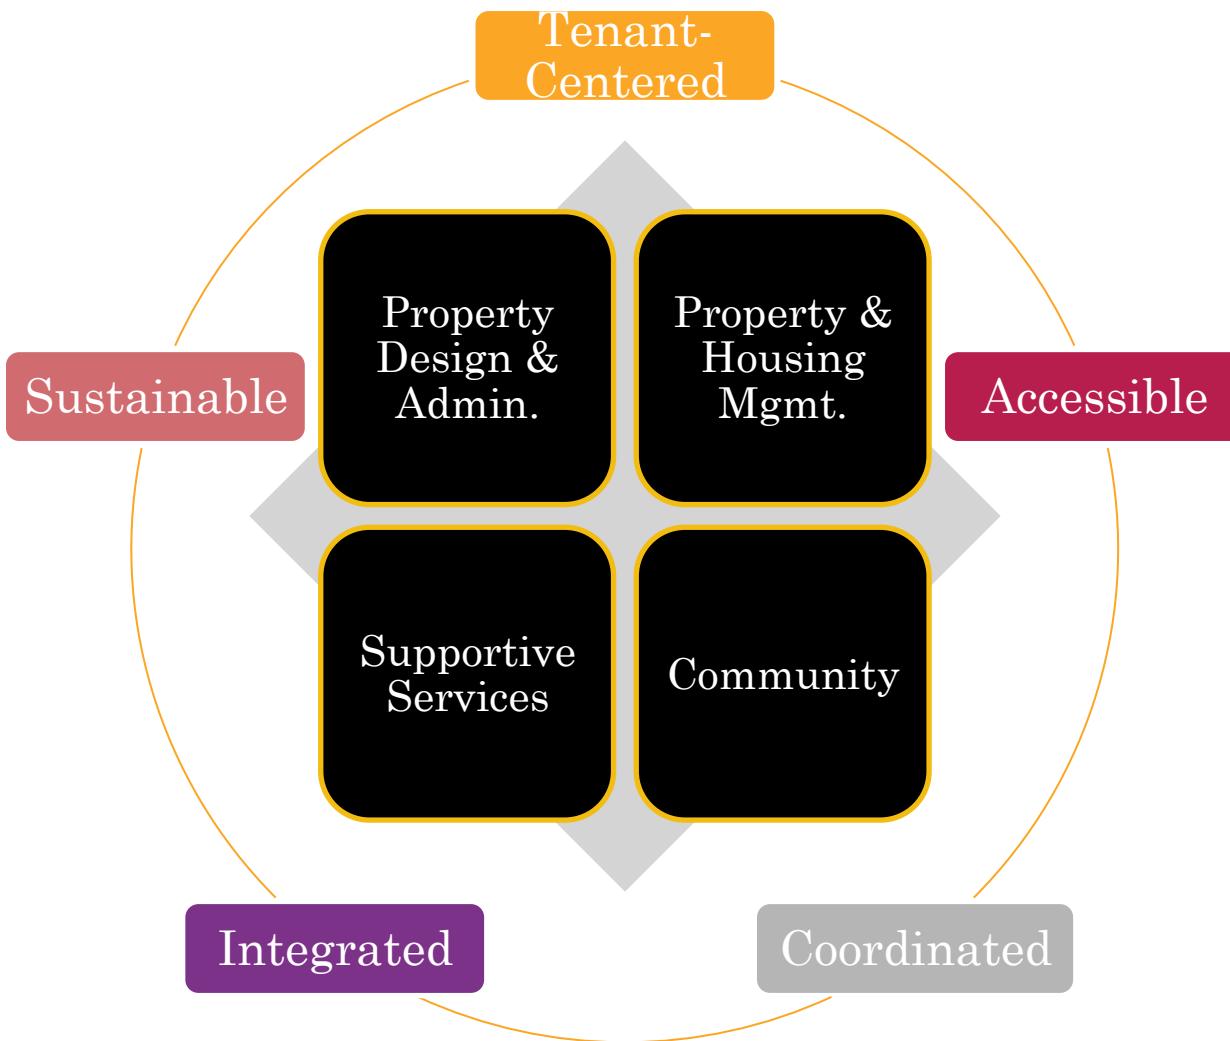 Tenant-
Centered
Property
Design &
Admin.
Property &
Housing
Mgmt.
Sustainable
Accessible
Supportive
Services
Community
Integrated
Coordinated